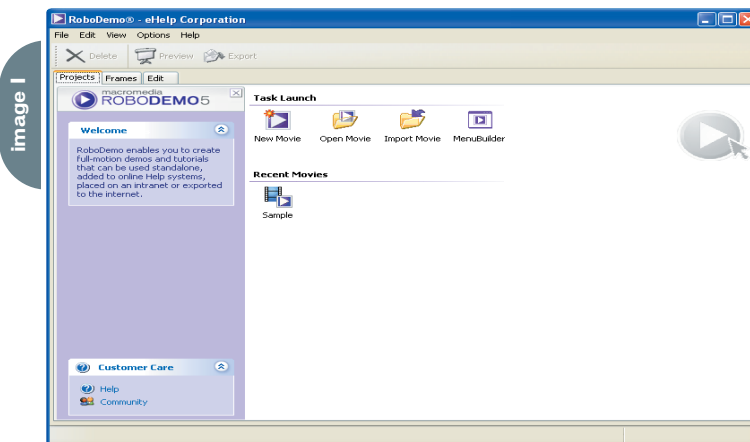 image 1
RoboDemo® - eHelp Corporation
File Edit View Options Help
Delete Preview Export
Projects Frames Edit
macromedia
ROBODEMO5
Welcome
RoboDemo enables you to create
full-motion demos and tutorials
that can be used standalone,
added to online Help systems,
placed on an intranet or exported
to the internet.
Customer Care
Help
Community
Task Launch
New Movie Open Movie Import Movie MenuBuilder
Recent Movies
Sample